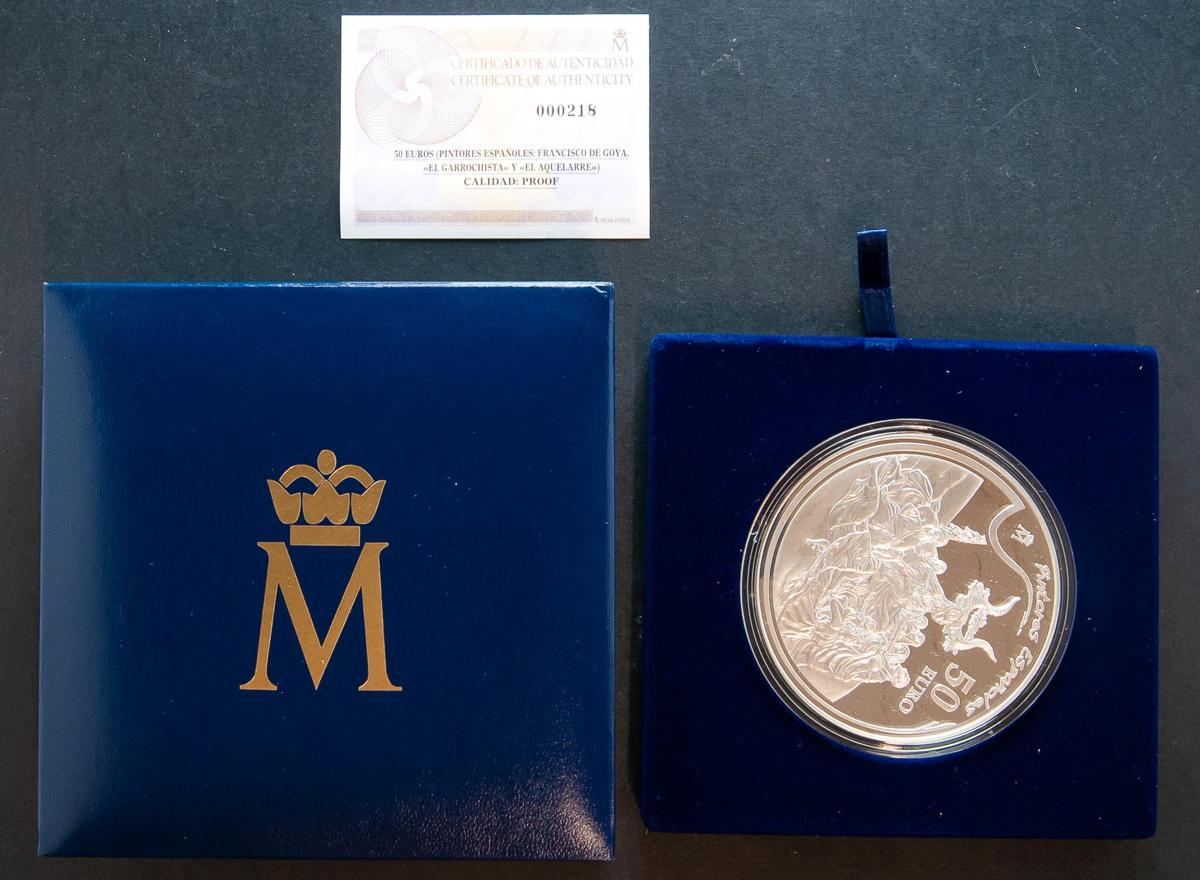 M
CERTIFICADO DE AUTENTICIDAD
CERTIFICATE OF AUTHENTICITY
000218
50 EUROS (PINTORES ESPAÑOLES: FRANCISCO DE GOYA.
«EL GARROCHISTA» Y «EL AQUELARRE»)
CALIDAD: PROOF
M
M
Pintores Españoles
50
EURO